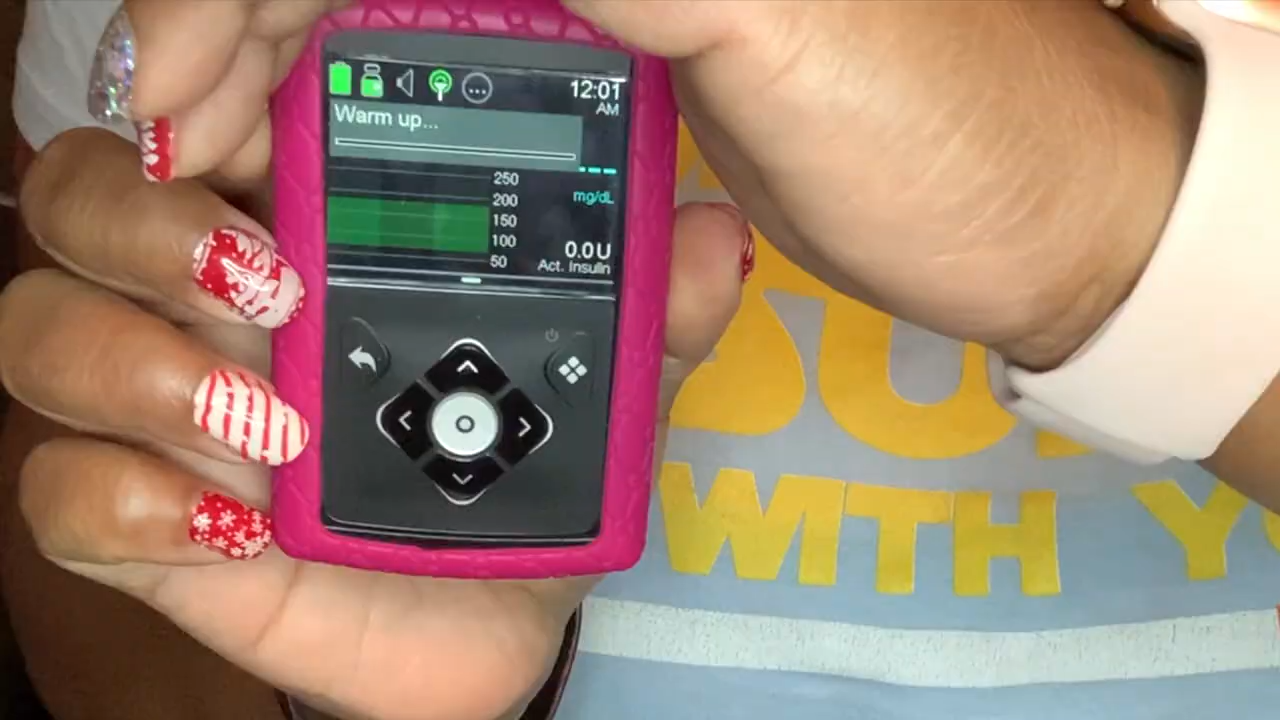 12:01
AM
Warm up...
250
200
mg/dL
150
100
0.0U
50
Act. Insulin
WITH